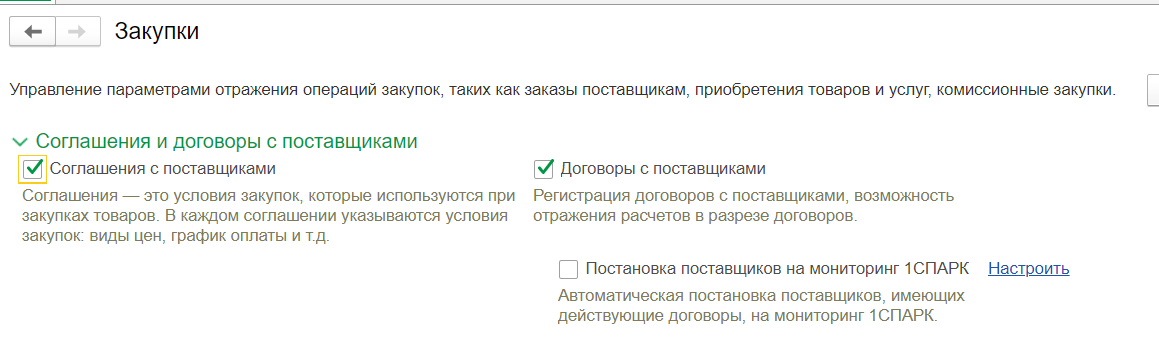 Закупки
Управление параметрами отражения операций закупок, таких как заказы поставщикам, приобретения товаров и услуг, комиссионные закупки.
Соглашения и договоры с поставщиками
Соглашения с поставщиками
Соглашения — это условия закупок, которые используются при
закупках товаров. В каждом соглашении указываются условия
закупок: виды цен, график оплаты и т.д.
Договоры с поставщиками
Регистрация договоров с поставщиками, возможность
отражения расчетов в разрезе договоров.
Постановка поставщиков на мониторинг 1СПАРК Настроить
Автоматическая постановка поставщиков, имеющих
действующие договоры, на мониторинг 1СПАРК.